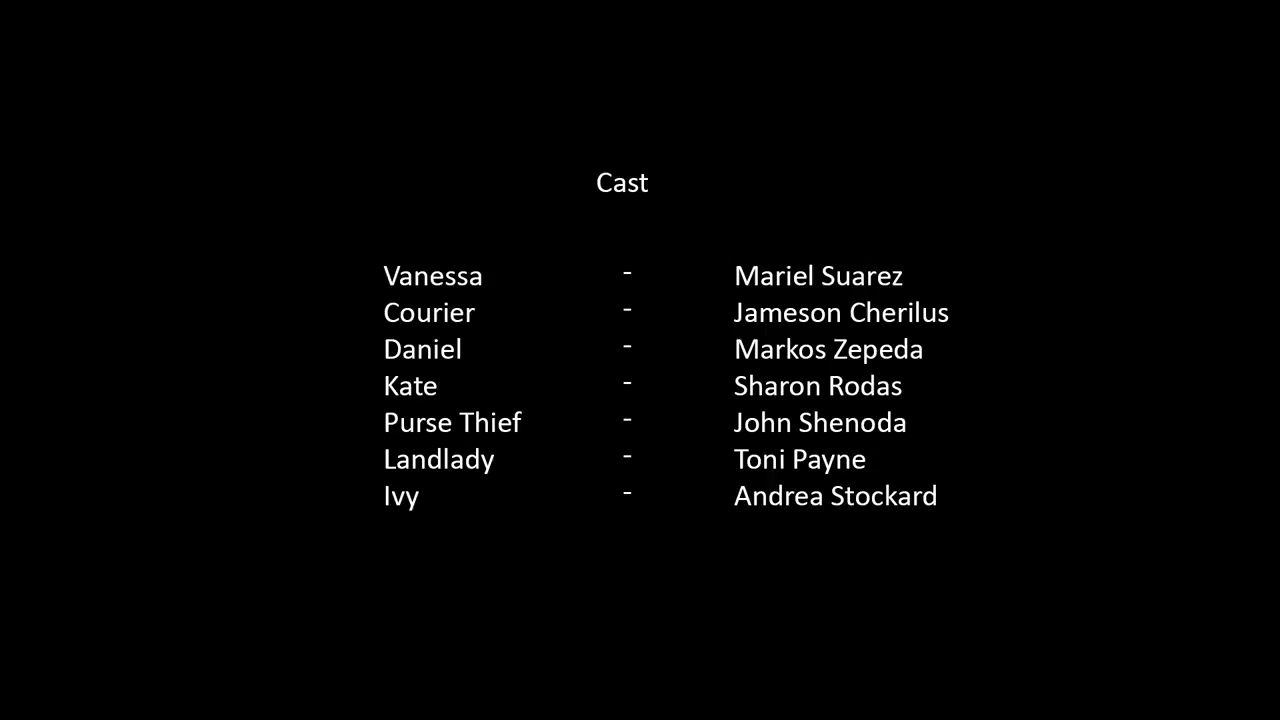 Cast
Vanessa - Mariel Suarez
Courier - Jameson Cherilus
Daniel - Markos Zepeda
Kate - Sharon Rodas
Purse Thief - John Shenoda
Landlady - Toni Payne
Ivy - Andrea Stockard